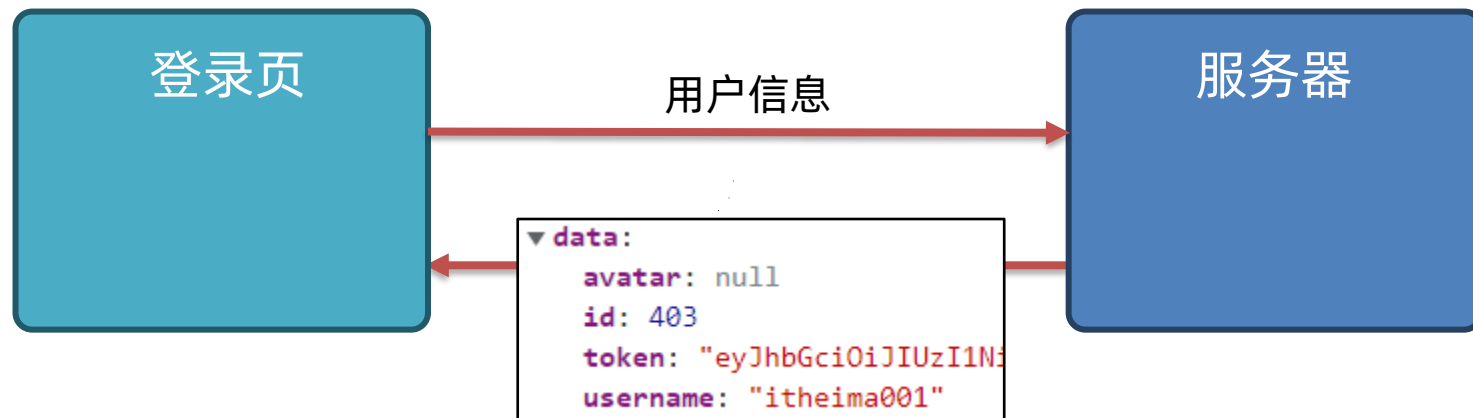 登录页
用户信息
服务器
data:
avatar: null
id: 403
token: "eyJhbGciOiJIUzI1Ni
username: "itheima001"